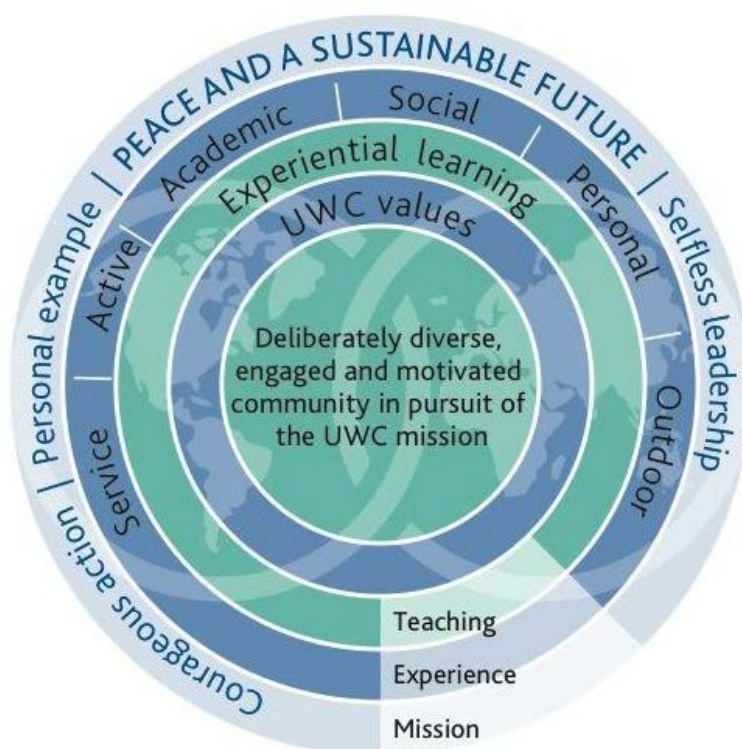 Courageous action | Personal example | PEACE AND A SUSTAINABLE FUTURE | Selfless leadership
Service
Active
Academic
Social
Personal
Outdoor
Experiential learning
UWC values
Deliberately diverse,
engaged and motivated
community in pursuit of
the UWC mission
Teaching
Experience
Mission